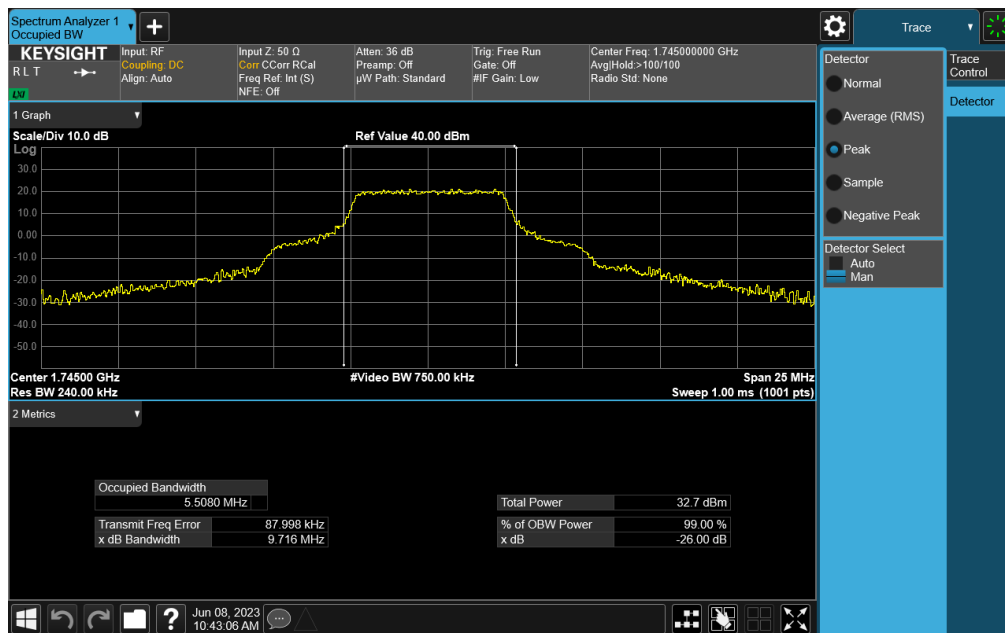 Spectrum Analyzer 1
Occupied BW
Trace
KEYSIGHT
R L T
LXI
Input: RF
Coupling: DC
Align: Auto
Input Z: 50 Ω
Corr CCorr RCal
Freq Ref: Int (S)
NFE: Off
Atten: 36 dB
Preamp: Off
µW Path: Standard
Trig: Free Run
Gate: Off
#IF Gain: Low
Center Freq: 1.745000000 GHz
Avg|Hold:>100/100
Radio Std: None
Detector
Normal
Average (RMS)
Peak
Sample
Negative Peak
Detector Select
Auto
Man
Trace
Control
Detector
1 Graph
Scale/Div 10.0 dB
Ref Value 40.00 dBm
Log
30.0
20.0
10.0
0.00
-10.0
-20.0
-30.0
-40.0
-50.0
Center 1.74500 GHz
#Video BW 750.00 kHz
Span 25 MHz
Res BW 240.00 kHz
Sweep 1.00 ms (1001 pts)
2 Metrics
Occupied Bandwidth
5.5080 MHz
Total Power 32.7 dBm
Transmit Freq Error 87.998 kHz
% of OBW Power 99.00 %
x dB Bandwidth 9.716 MHz
x dB -26.00 dB
Jun 08, 2023
10:43:06 AM